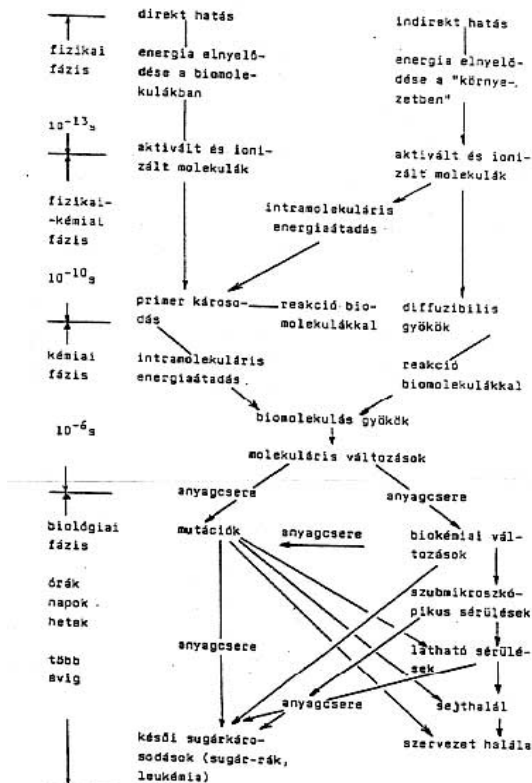 fizikai
fázis
10⁻¹³s
fizikai-
-kémiai
fázis
10⁻¹⁰s
kémiai
fázis
10⁻⁶s
biológiai
fázis
órák
napok
hetek
több
évig
direkt hatás
energia elnyelő-
dése a biomole-
kulákban
aktivált és ioni-
zált molekulák
indirekt hatás
energia elnyelő-
dése a "környe-
zetben"
aktivált és ioni-
zált molekulák
intramolekuláris
energiaátadás
primer károso-
dás
reakció bio-
molekulákkal
diffuzibilis
gyökök
intramolekuláris
energiaátadás
reakció
biomolekulákkal
biomolekulás gyökök
molekuláris változások
anyagcsere
anyagcsere
mutációk
anyagcsere
biokémiai vál-
tozások
szubmikroszkó-
pikus sérülések
anyagcsere
látható sérülé-
sek
anyagcsere
sejthalál
késői sugárkáro-
sodások (sugár-rák,
leukémia)
szervezet halála